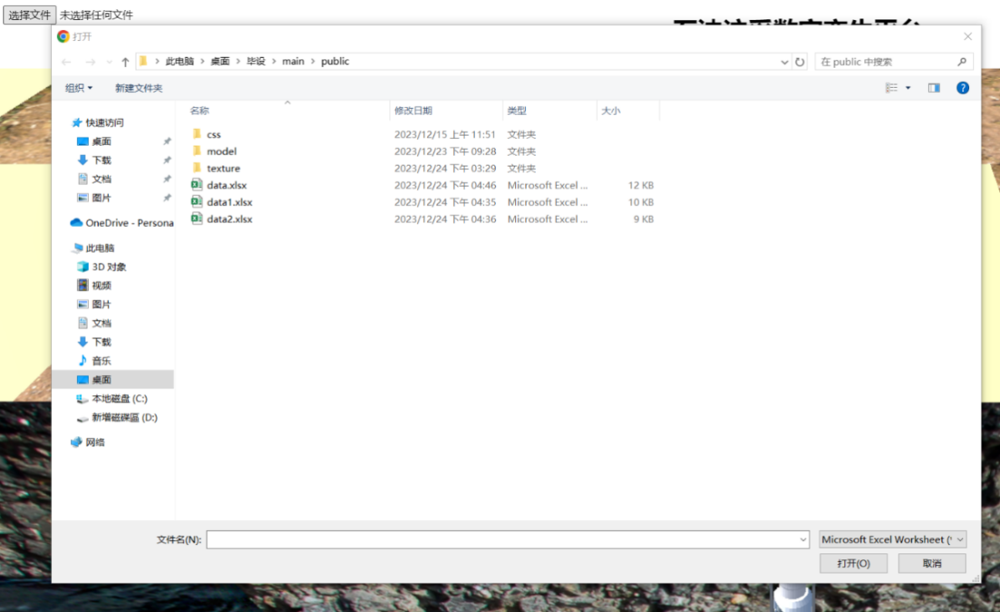 选择文件 未选择任何文件
打开
此电脑 > 桌面 > 毕设 > main > public
在 public 中搜索
组织 新建文件夹
名称 修改日期 类型 大小
快速访问
桌面
下载
文档
图片
OneDrive - Persona
此电脑
3D 对象
视频
图片
文档
下载
音乐
桌面
本地磁盘 (C:)
新增磁碟區 (D:)
网络
css 2023/12/15 上午 11:51 文件夹
model 2023/12/23 下午 09:28 文件夹
texture 2023/12/24 下午 03:29 文件夹
data.xlsx 2023/12/24 下午 04:46 Microsoft Excel ... 12 KB
data1.xlsx 2023/12/24 下午 04:35 Microsoft Excel ... 10 KB
data2.xlsx 2023/12/24 下午 04:36 Microsoft Excel ... 9 KB
文件名(N):
Microsoft Excel Worksheet (*
打开(O) 取消